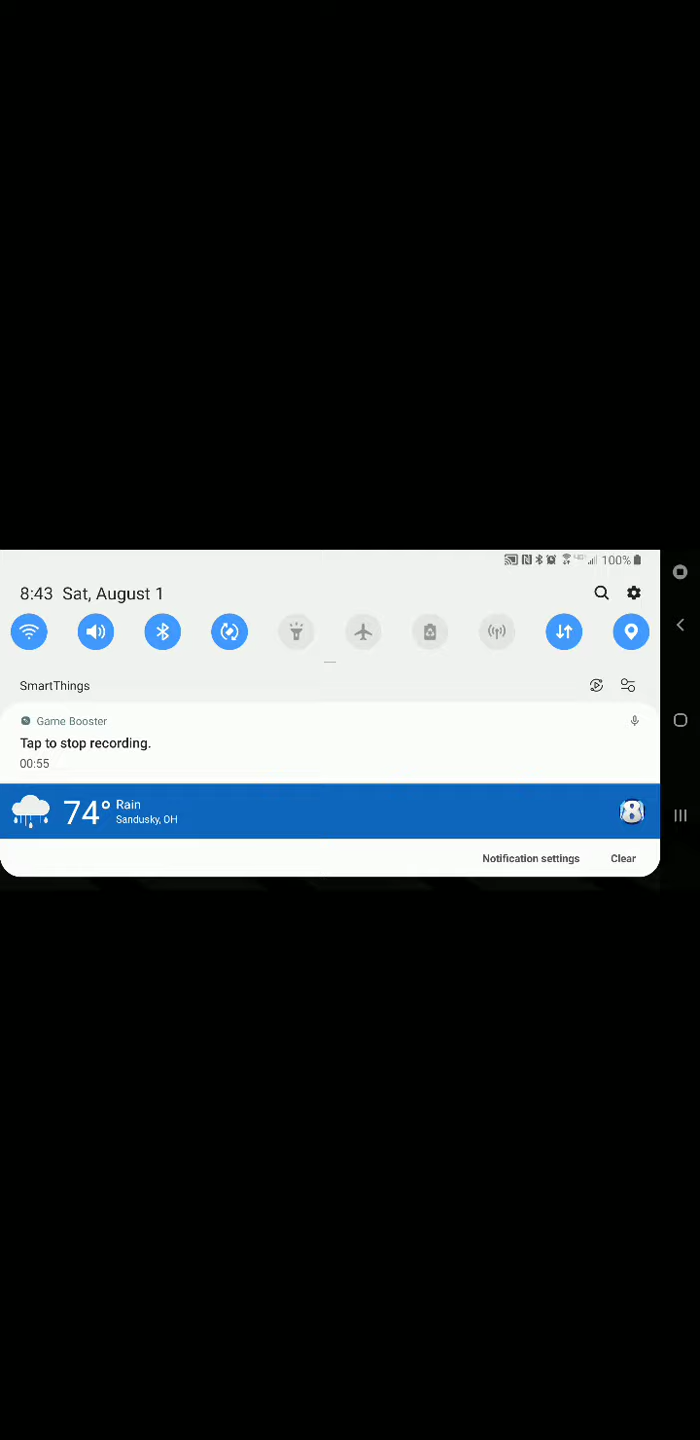 100%
8:43 Sat, August 1
SmartThings
Game Booster
Tap to stop recording.
00:55
74° Rain
Sandusky, OH
8
Notification settings Clear